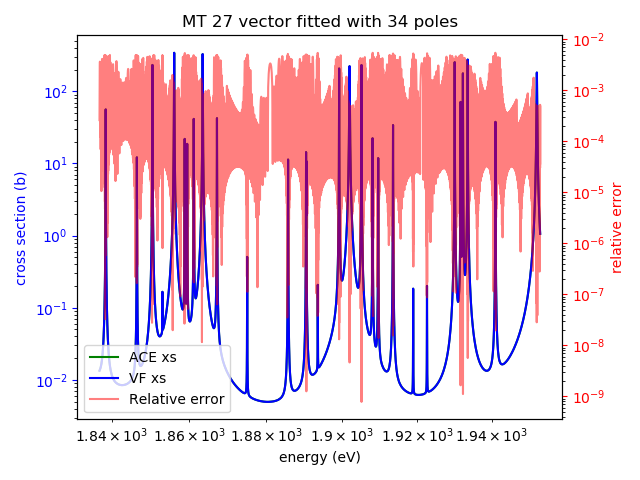 MT 27 vector fitted with 34 poles
cross section (b)
10²
10¹
10⁰
10⁻¹
10⁻²
10⁻²
10⁻³
10⁻⁴
10⁻⁵
10⁻⁶
10⁻⁷
10⁻⁸
10⁻⁹
relative error
ACE xs
VF xs
Relative error
1.84 × 10³ 1.86 × 10³ 1.88 × 10³ 1.9 × 10³ 1.92 × 10³ 1.94 × 10³
energy (eV)